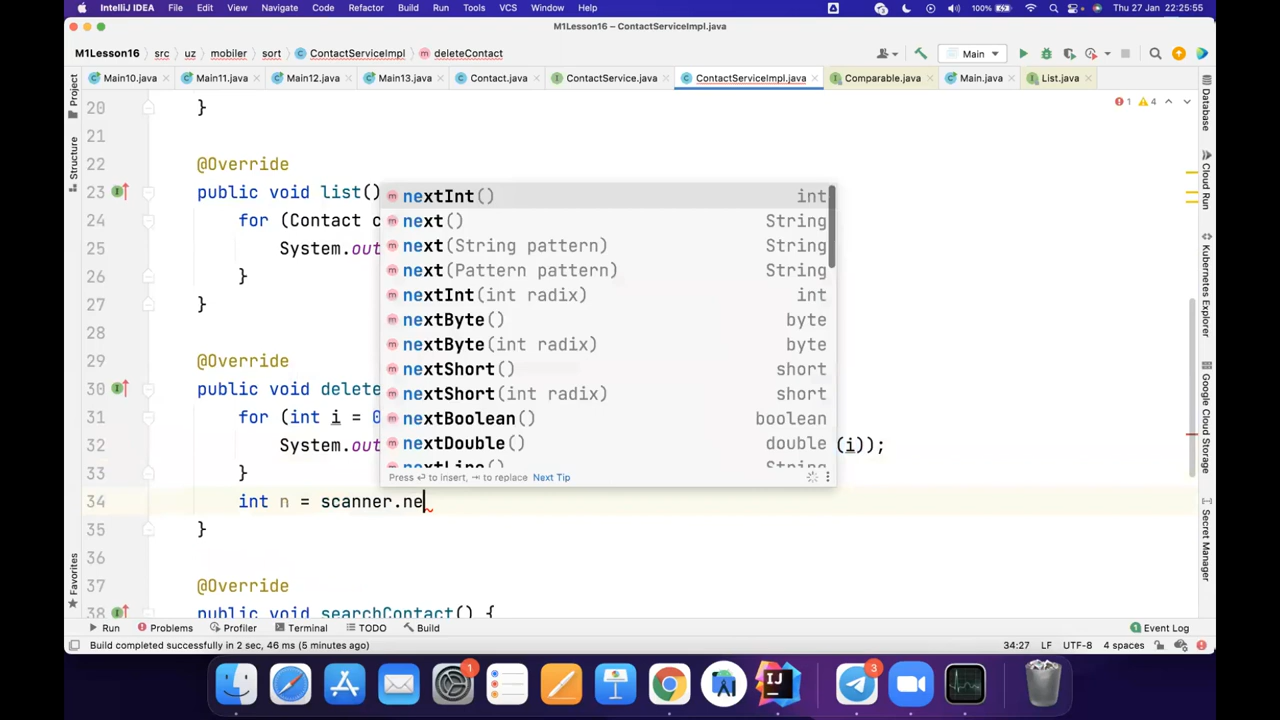 IntelliJ IDEA File Edit View Navigate Code Refactor Build Run Tools VCS Window Help 100% Thu 27 Jan 22:25:55
M1Lesson16 – ContactServiceImpl.java
M1Lesson16 src uz mobiler sort ContactServiceImpl deleteContact Main
Main10.java Main11.java Main12.java Main13.java Contact.java ContactService.java ContactServiceImpl.java Comparable.java Main.java List.java
Project
Structure
Favorites
Database
Cloud Run
Kubernetes Explorer
Google Cloud Storage
Secret Manager
1 4
20 }
21
22 @Override
23 public void list()
24 for (Contact c
25 System.out
26 }
27 }
28
29 @Override
30 public void delete
31 for (int i = 0
32 System.out (i));
33 }
34 int n = scanner.ne
35 }
36
37 @Override
38 public void searchContact() {
nextInt() int
next() String
next(String pattern) String
next(Pattern pattern) String
nextInt(int radix) int
nextByte() byte
nextByte(int radix) byte
nextShort() short
nextShort(int radix) short
nextBoolean() boolean
nextDouble() double
nextLine() String
Press ↵ to insert, ⇥ to replace Next Tip
Run Problems Profiler Terminal TODO Build 1 Event Log
Build completed successfully in 2 sec, 46 ms (5 minutes ago) 34:27 LF UTF-8 4 spaces
1 IJ 3